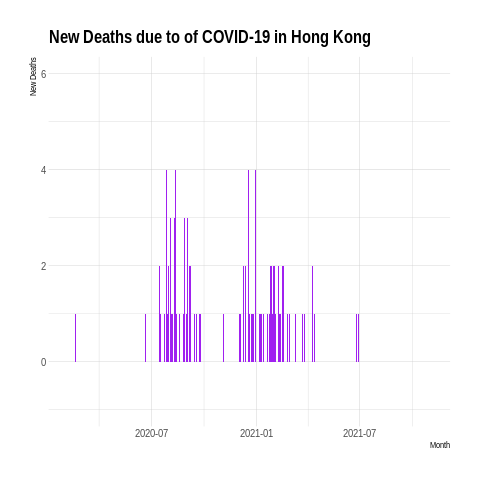 New Deaths due to of COVID-19 in Hong Kong
New Deaths
6
4
2
0
2020-07 2021-01 2021-07
Month